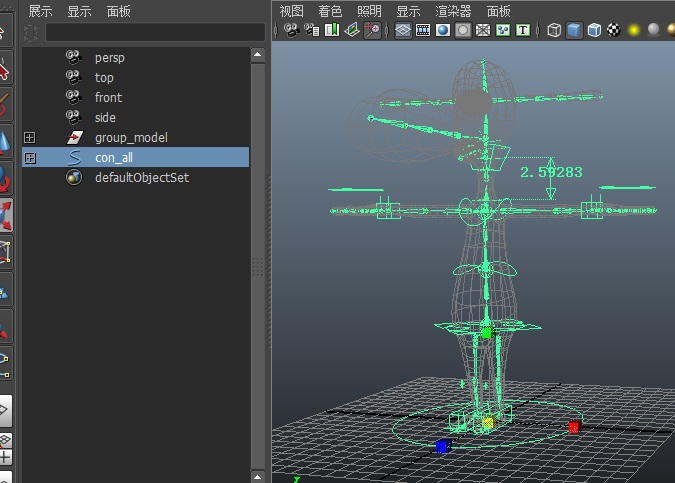 展示 显示 面板
视图 着色 照明 显示 渲染器 面板
persp
top
front
side
group_model
con_all
defaultObjectSet
2.59283
T
Y